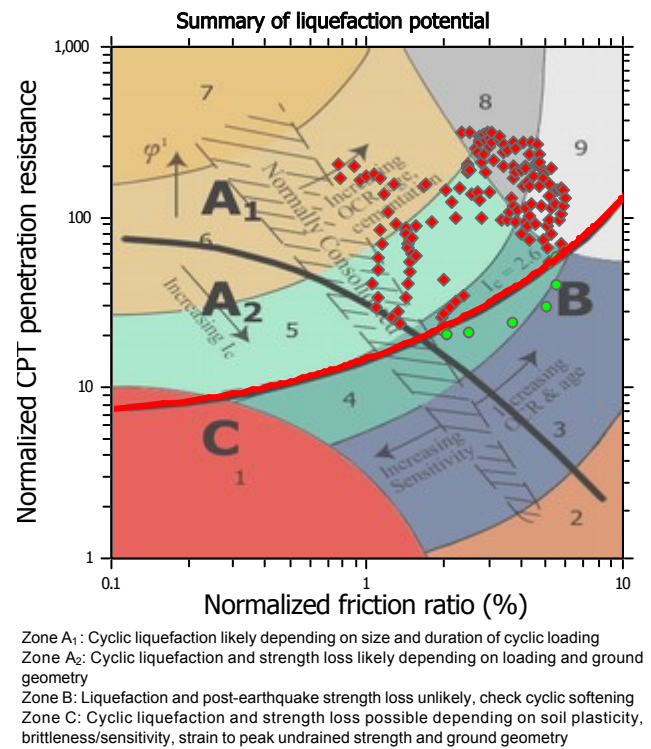 Summary of liquefaction potential
Normalized CPT penetration resistance
1,000
100
10
1
7
8
9
φ'
A₁
6
Normally Consolidated
Increasing
OCR, age,
cementation
A₂
Increasing Ic
5
Ic = 2.6
B
4
C
1
Increasing
Sensitivity
Increasing
OCR & age
3
2
0.1
1
10
Normalized friction ratio (%)
Zone A₁: Cyclic liquefaction likely depending on size and duration of cyclic loading
Zone A₂: Cyclic liquefaction and strength loss likely depending on loading and ground
geometry
Zone B: Liquefaction and post-earthquake strength loss unlikely, check cyclic softening
Zone C: Cyclic liquefaction and strength loss possible depending on soil plasticity,
brittleness/sensitivity, strain to peak undrained strength and ground geometry